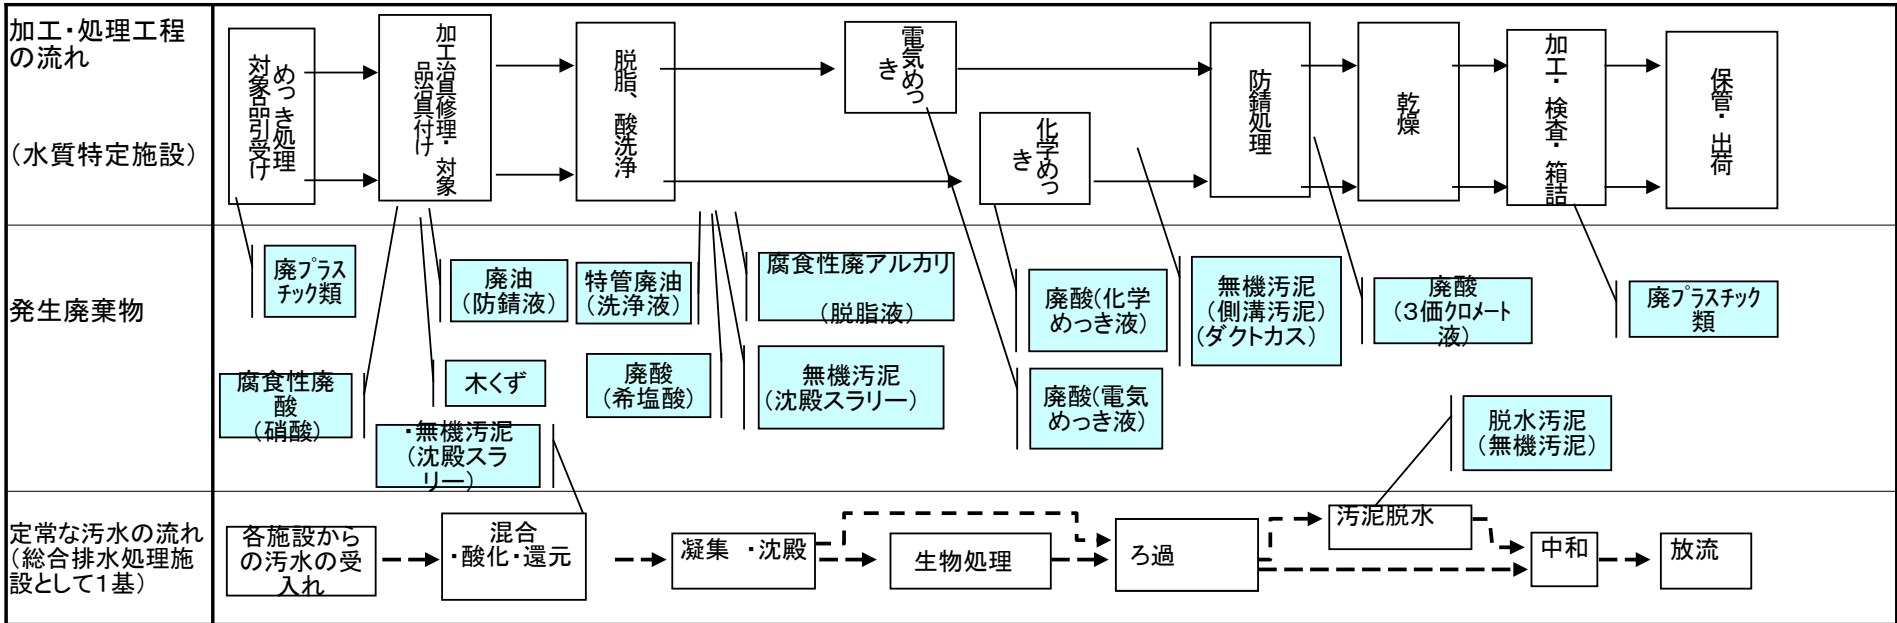 加工・処理工程
の流れ
（水質特定施設）
めっき処理
対象品引受け
加工治具修理・対象
品治具付け
脱脂、酸洗浄
電気めっ
き
化学めっ
き
防錆処理
乾燥
加工・検査・箱詰
保管・出荷
発生廃棄物
廃プラス
チック類
廃油
（防錆液）
特管廃油
（洗浄液）
腐食性廃アルカリ
（脱脂液）
廃酸（化学
めっき液）
無機汚泥
（側溝汚泥）
（ダクトカス）
廃酸
（３価クロメート
液）
廃プラスチック
類
腐食性廃
酸
（硝酸）
木くず
廃酸
（希塩酸）
無機汚泥
（沈殿スラリー）
廃酸（電気
めっき液）
・無機汚泥
（沈殿スラ
リー）
脱水汚泥
（無機汚泥）
定常な汚水の流れ
（総合排水処理施
設として１基）
各施設から
の汚水の受
入れ
混合
・酸化・還元
凝集 ・沈殿
生物処理
ろ過
汚泥脱水
中和
放流